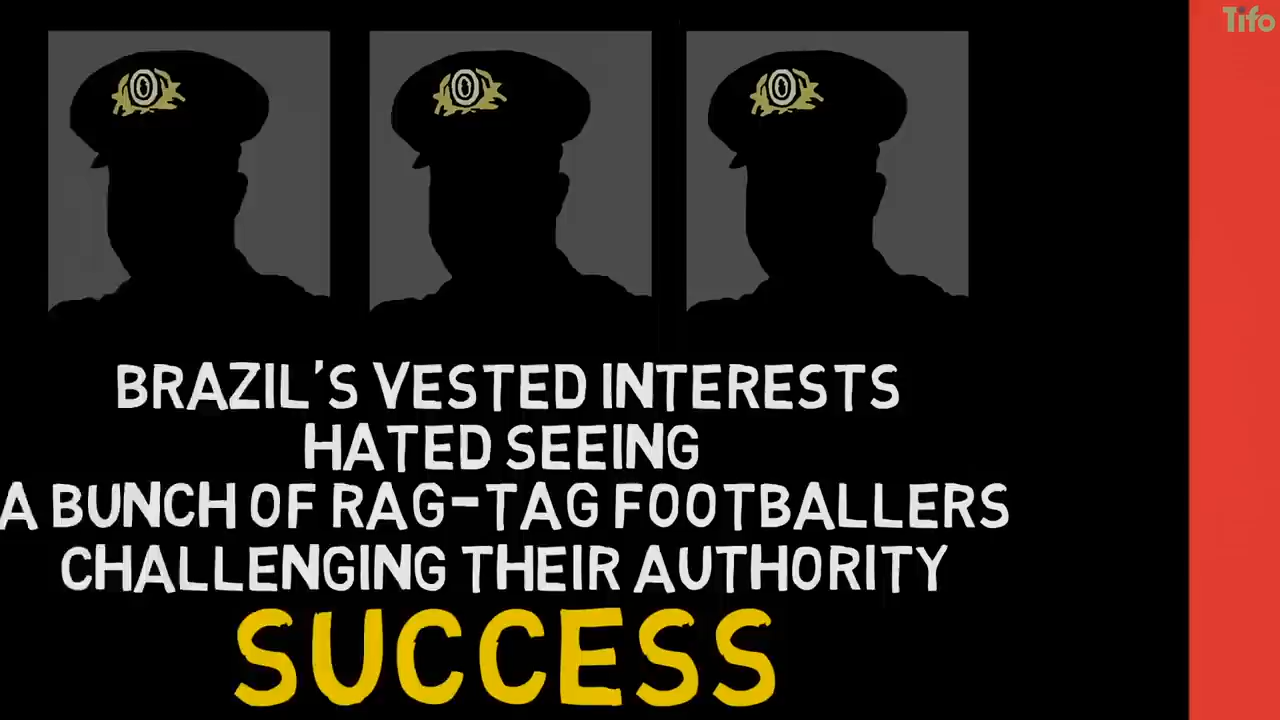 Tifo
BRAZIL'S VESTED INTERESTS
HATED SEEING
A BUNCH OF RAG-TAG FOOTBALLERS
CHALLENGING THEIR AUTHORITY
SUCCESS